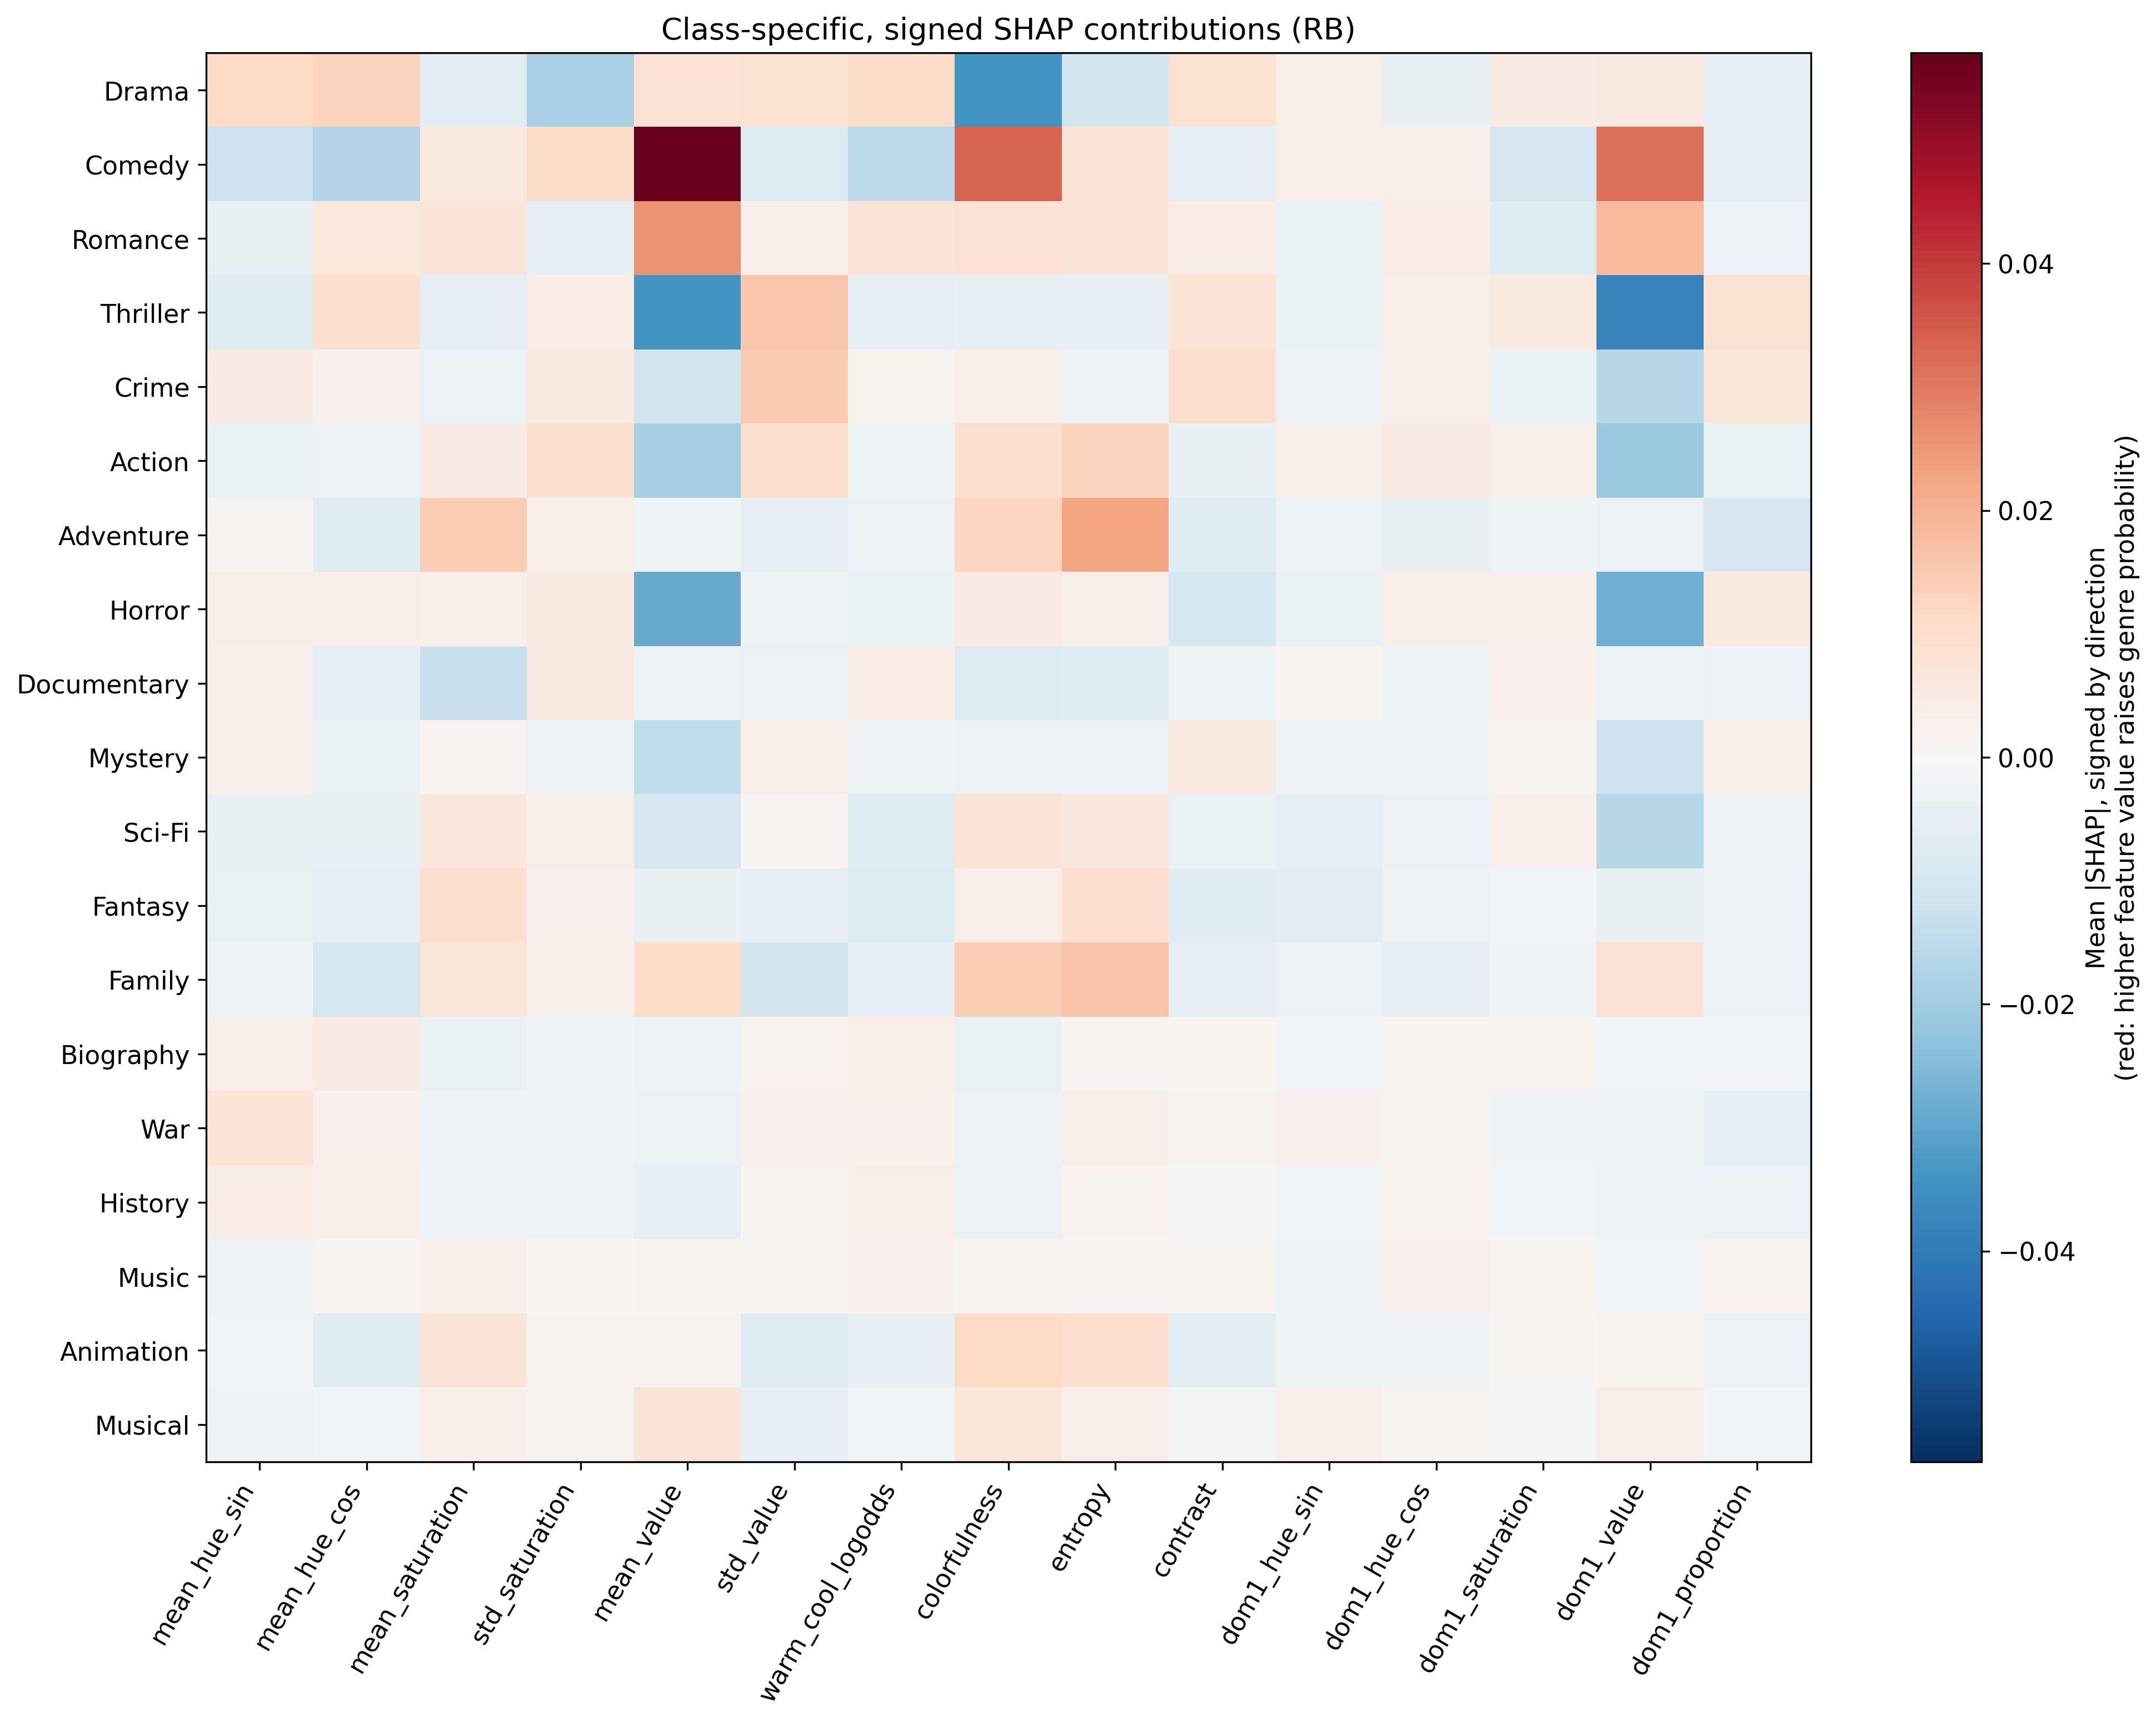 Class-specific, signed SHAP contributions (RB)
Drama
Comedy
Romance
Thriller
Crime
Action
Adventure
Horror
Documentary
Mystery
Sci-Fi
Fantasy
Family
Biography
War
History
Music
Animation
Musical
mean_hue_sin
mean_hue_cos
mean_saturation
std_saturation
mean_value
std_value
warm_cool_logodds
colorfulness
entropy
contrast
dom1_hue_sin
dom1_hue_cos
dom1_saturation
dom1_value
dom1_proportion
0.04
0.02
0.00
−0.02
−0.04
Mean |SHAP|, signed by direction
(red: higher feature value raises genre probability)